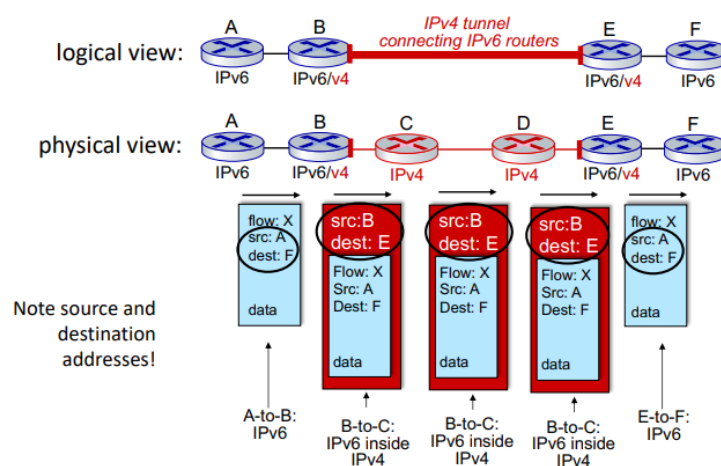 logical view:
A
B
IPv4 tunnel
connecting IPv6 routers
E
F
IPv6
IPv6/v4
IPv6/v4
IPv6
physical view:
A
B
C
D
E
F
IPv6
IPv6/v4
IPv4
IPv4
IPv6/v4
IPv6
flow: X
src: A
dest: F
data
src:B
dest: E
Flow: X
Src: A
Dest: F
data
src:B
dest: E
Flow: X
Src: A
Dest: F
data
src:B
dest: E
Flow: X
Src: A
Dest: F
data
flow: X
src: A
dest: F
data
Note source and
destination
addresses!
A-to-B:
IPv6
B-to-C:
IPv6 inside
IPv4
B-to-C:
IPv6 inside
IPv4
B-to-C:
IPv6 inside
IPv4
E-to-F:
IPv6